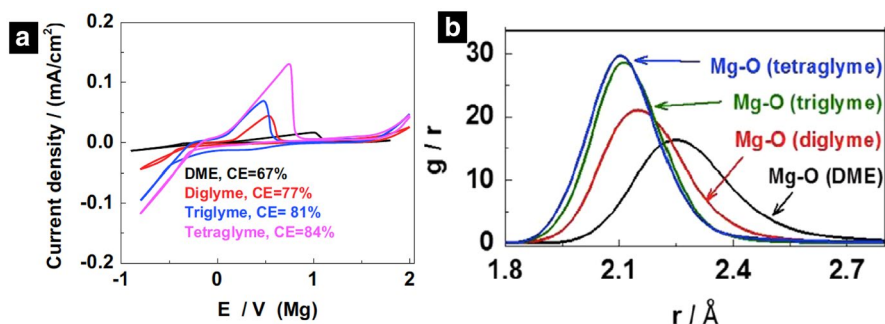 a
Current density / (mA/cm²)
0.2
0.1
0.0
-0.1
-0.2
DME, CE=67%
Diglyme, CE=77%
Triglyme, CE= 81%
Tetraglyme, CE=84%
-1
0
1
2
E / V (Mg)
b
g / r
30
20
10
0
Mg-O (tetraglyme)
Mg-O (triglyme)
Mg-O (diglyme)
Mg-O (DME)
1.8
2.1
2.4
2.7
r / Å